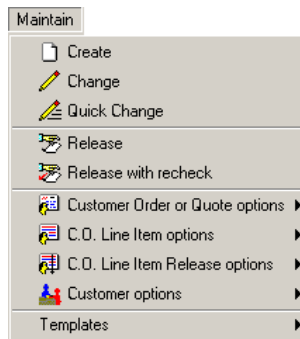 Maintain
Create
Change
Quick Change
Release
Release with recheck
Customer Order or Quote options
C.O. Line Item options
C.O. Line Item Release options
Customer options
Templates